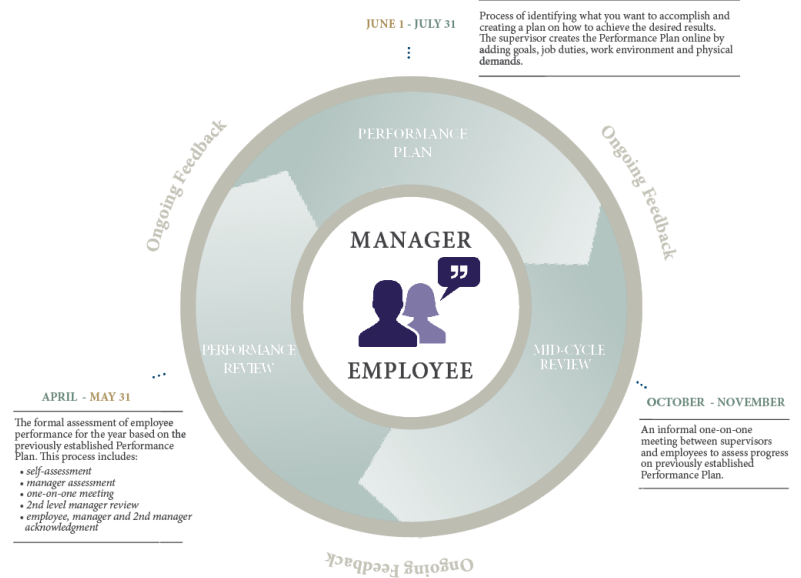 JUNE 1 - JULY 31
Process of identifying what you want to accomplish and
creating a plan on how to achieve the desired results.
The supervisor creates the Performance Plan online by
adding goals, job duties, work environment and physical
demands.
Ongoing Feedback
Ongoing Feedback
PERFORMANCE
PLAN
MANAGER
EMPLOYEE
PERFORMANCE
REVIEW
MID-CYCLE
REVIEW
APRIL - MAY 31
The formal assessment of employee
performance for the year based on the
previously established Performance
Plan. This process includes:
• self-assessment
• manager assessment
• one-on-one meeting
• 2nd level manager review
• employee, manager and 2nd manager
acknowledgment
OCTOBER - NOVEMBER
An informal one-on-one
meeting between supervisors
and employees to assess progress
on previously established
Performance Plan.
Ongoing Feedback